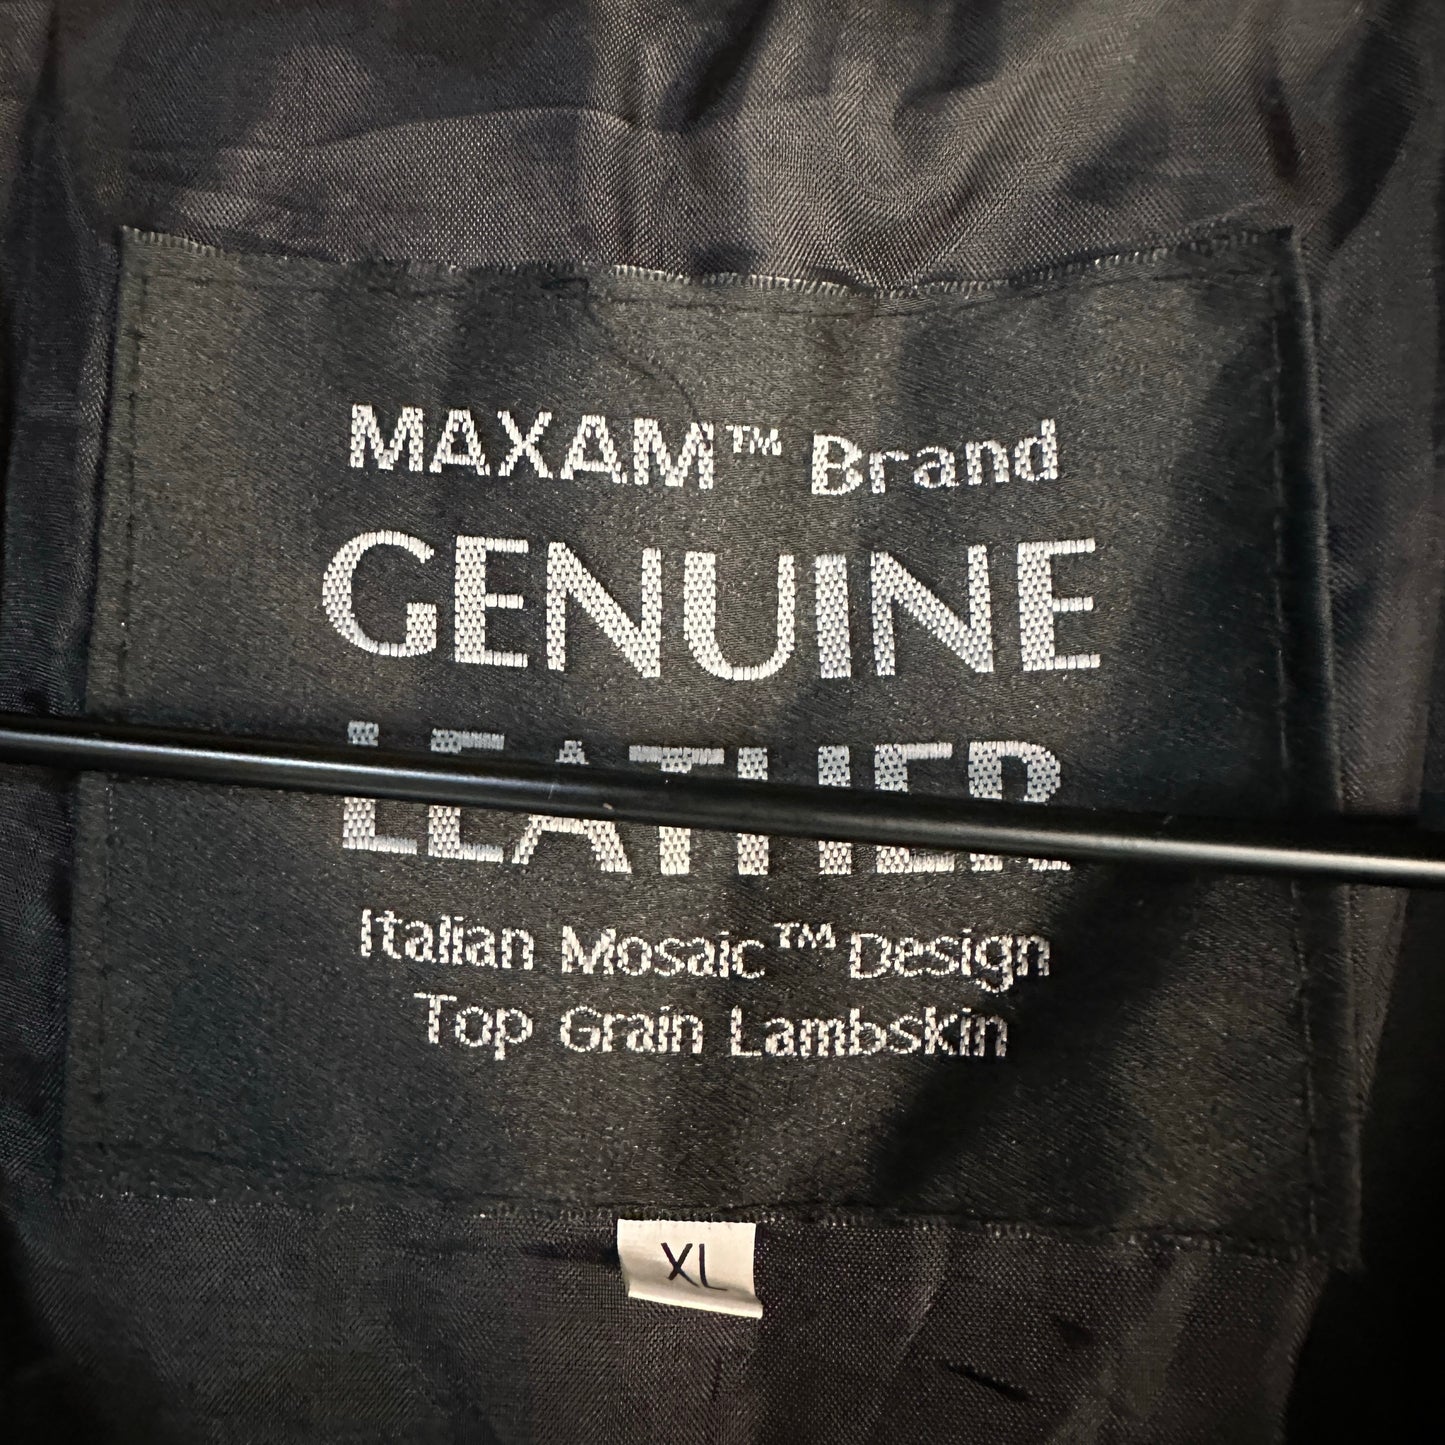 MAXAM™ Brand
GENUINE
LEATHER
Italian Mosaic™ Design
Top Grain Lambskin
XL